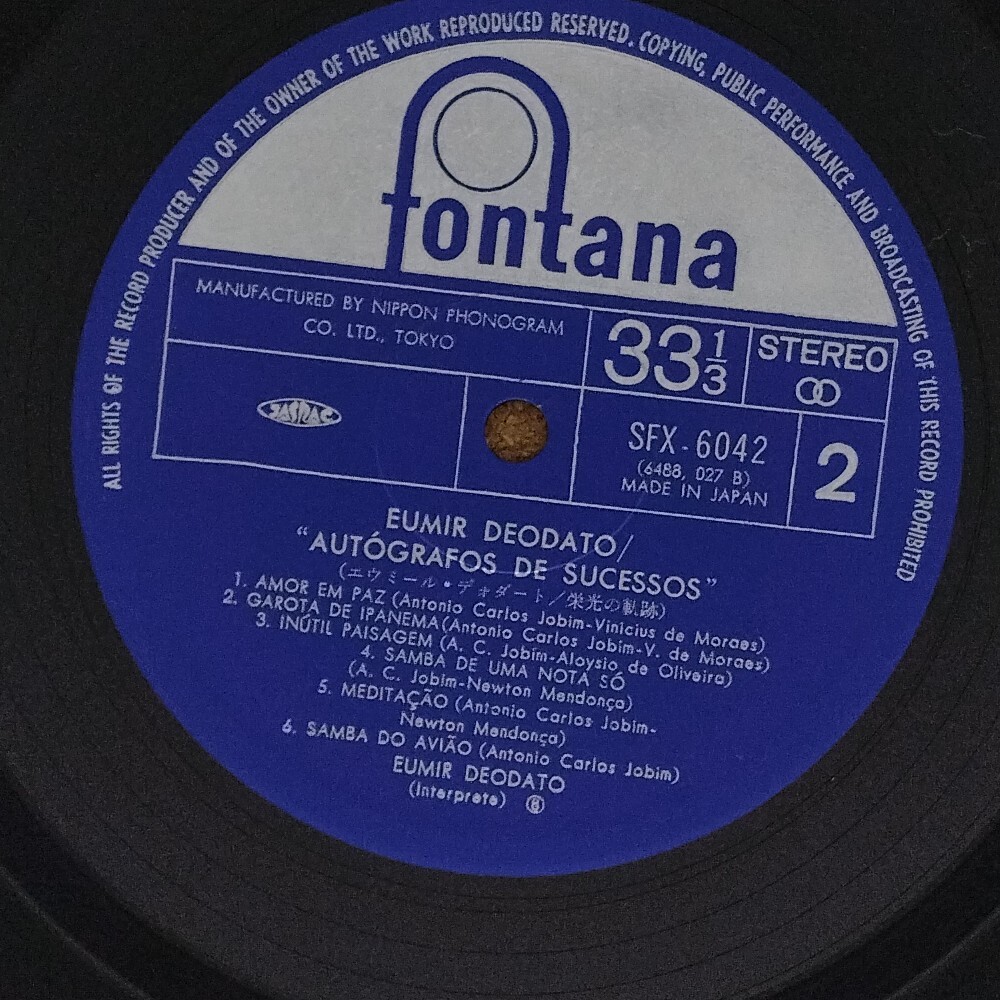 ALL RIGHTS OF THE RECORD PRODUCER AND OF THE OWNER OF THE WORK REPRODUCED RESERVED. COPYING, PUBLIC PERFORMANCE AND BROADCASTING OF THIS RECORD PROHIBITED
fontana
MANUFACTURED BY NIPPON PHONOGRAM
CO. LTD., TOKYO
33 1/3
STEREO
JASRAC
SFX-6042
(6488, 027 B)
MADE IN JAPAN
2
EUMIR DEODATO/
"AUTÓGRAFOS DE SUCESSOS"
(エウミール・デオダート/栄光の軌跡)
1. AMOR EM PAZ (Antonio Carlos Jobim-Vinicius de Moraes)
2. GAROTA DE IPANEMA (Antonio Carlos Jobim-V. de Moraes)
3. INÚTIL PAISAGEM (A. C. Jobim-Aloysio de Oliveira)
4. SAMBA DE UMA NOTA SÓ
(A. C. Jobim-Newton Mendonça)
5. MEDITAÇÃO (Antonio Carlos Jobim-
Newton Mendonça)
6. SAMBA DO AVIÃO (Antonio Carlos Jobim)
EUMIR DEODATO
(Interprete)